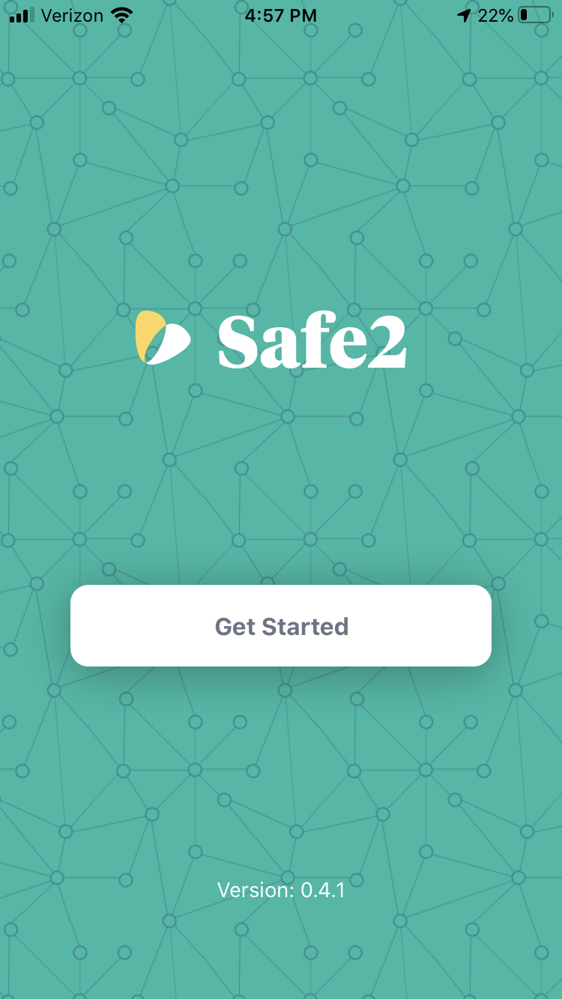 Verizon 4:57 PM 22%
Safe2
Get Started
Version: 0.4.1